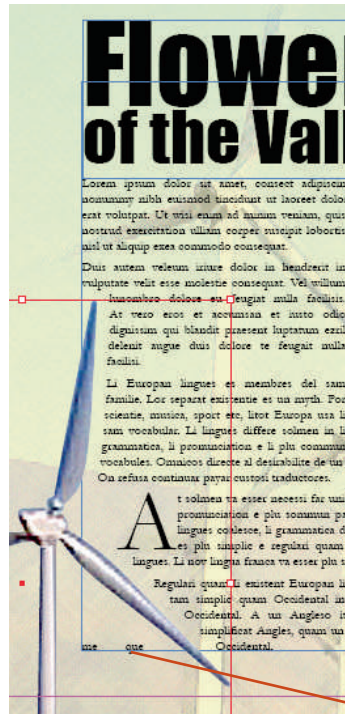 Flower
of the Vall
Lorem ipsum dolor sit amet, consect adipiscin
nonummy nibh euismod tincidunt ut laoreet dolor
erat volutpat. Ut wisi enim ad minim veniam, quis
nostrud exercitation ulliam corper suscipit lobortis
nisl ut aliquip exea commodo consequat.
Duis autem veleum iriure dolor in hendrerit in
vulputate velit esse molestie consequat. Vel willum
lunombro dolore eu feugiat nulla facilisis.
At vero eros et accumsan et iusto odio
dignissim qui blandit praesent luptatum ezril
delenit augue duis dolore te feugait nulla
facilisi.
Li Europan lingues es membres del sam
familie. Lor separat existentie es un myth. Por
scientie, musica, sport etc, litot Europa usa li
sam vocabular. Li lingues differe solmen in li
grammatica, li pronunciation e li plu commun
vocabules. Omnicos directe al desirabilite de un
On refusa continuar payar custosi traductores.
At solmen va esser necessi far uni
pronunciation e plu sommun pa
lingues coalesce, li grammatica d
es plu simplic e regulari quam
lingues. Li nov lingua franca va esser plu s
Regulari quam li existent Europan li
tam simplic quam Occidental in
Occidental. A un Angleso it
simplificat Angles, quam un
me que Occidental.